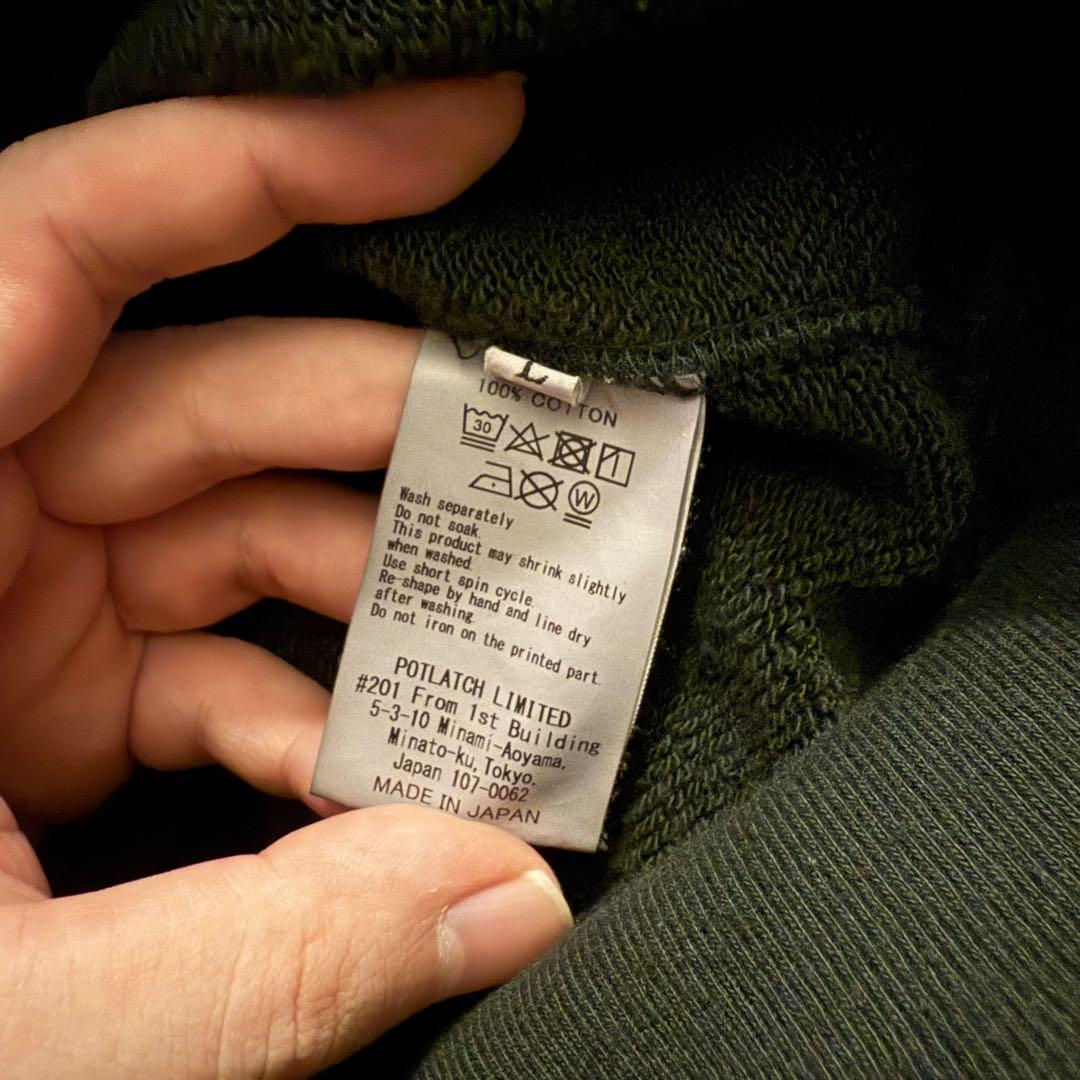 L
100% COTTON
30
W
Wash separately
Do not soak.
This product may shrink slightly
when washed.
Use short spin cycle.
Re-shape by hand and line dry
after washing.
Do not iron on the printed part.
POTLATCH LIMITED
#201 From 1st Building
5-3-10 Minami-Aoyama,
Minato-ku, Tokyo.
Japan 107-0062
MADE IN JAPAN